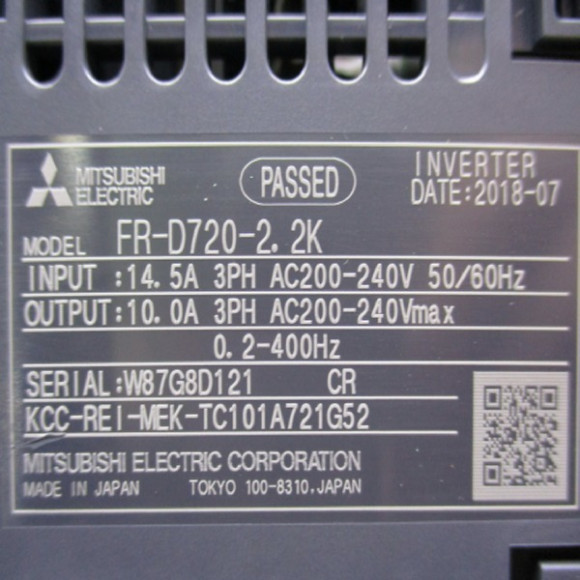 MITSUBISHI
ELECTRIC
PASSED
INVERTER
DATE:2018-07
MODEL FR-D720-2.2K
INPUT :14.5A 3PH AC200-240V 50/60Hz
OUTPUT:10.0A 3PH AC200-240Vmax
0.2-400Hz
SERIAL:W87G8D121 CR
KCC-REI-MEK-TC101A721G52
MITSUBISHI ELECTRIC CORPORATION
MADE IN JAPAN TOKYO 100-8310,JAPAN